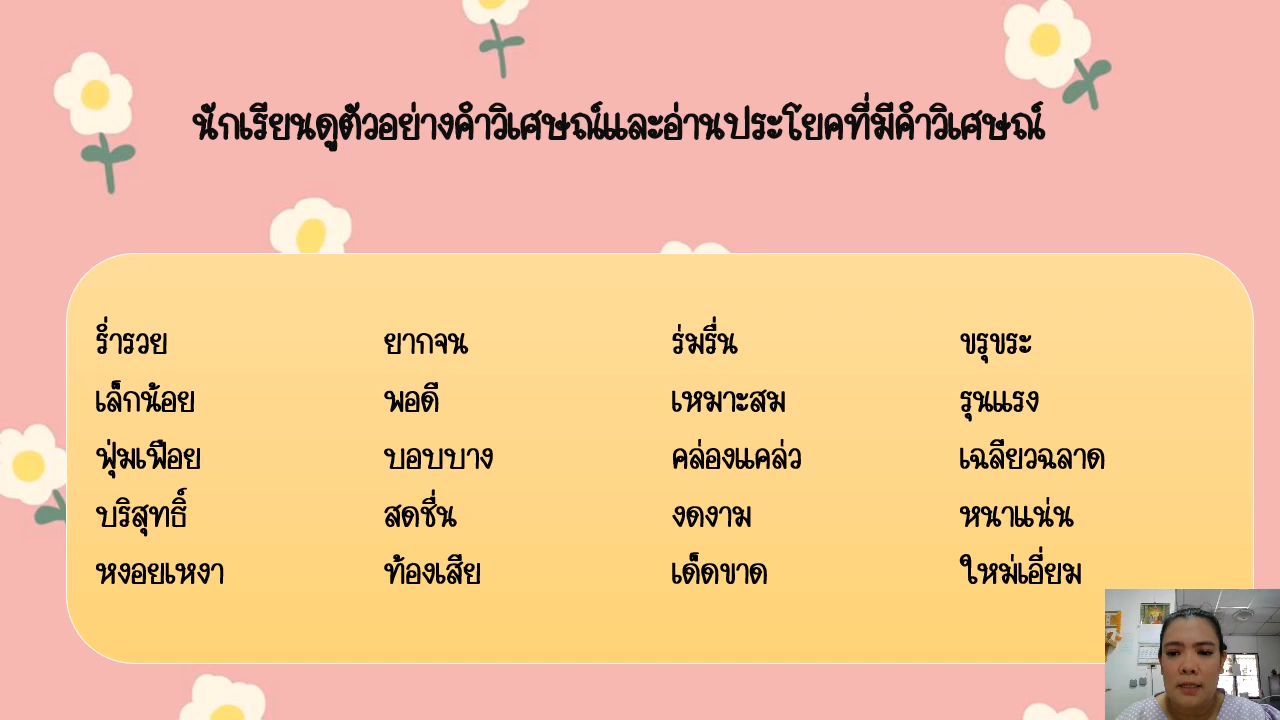 นักเรียนดูตัวอย่างคำวิเศษณ์และอ่านประโยคที่มีคำวิเศษณ์
ร่ำรวย ยากจน ร่มรื่น ขรุขระ
เล็กน้อย พอดี เหมาะสม รุนแรง
ฟุ่มเฟือย บอบบาง คล่องแคล่ว เฉลียวฉลาด
บริสุทธิ์ สดชื่น งดงาม หนาแน่น
หงอยเหงา ท้องเสีย เด็ดขาด ใหม่เอี่ยม